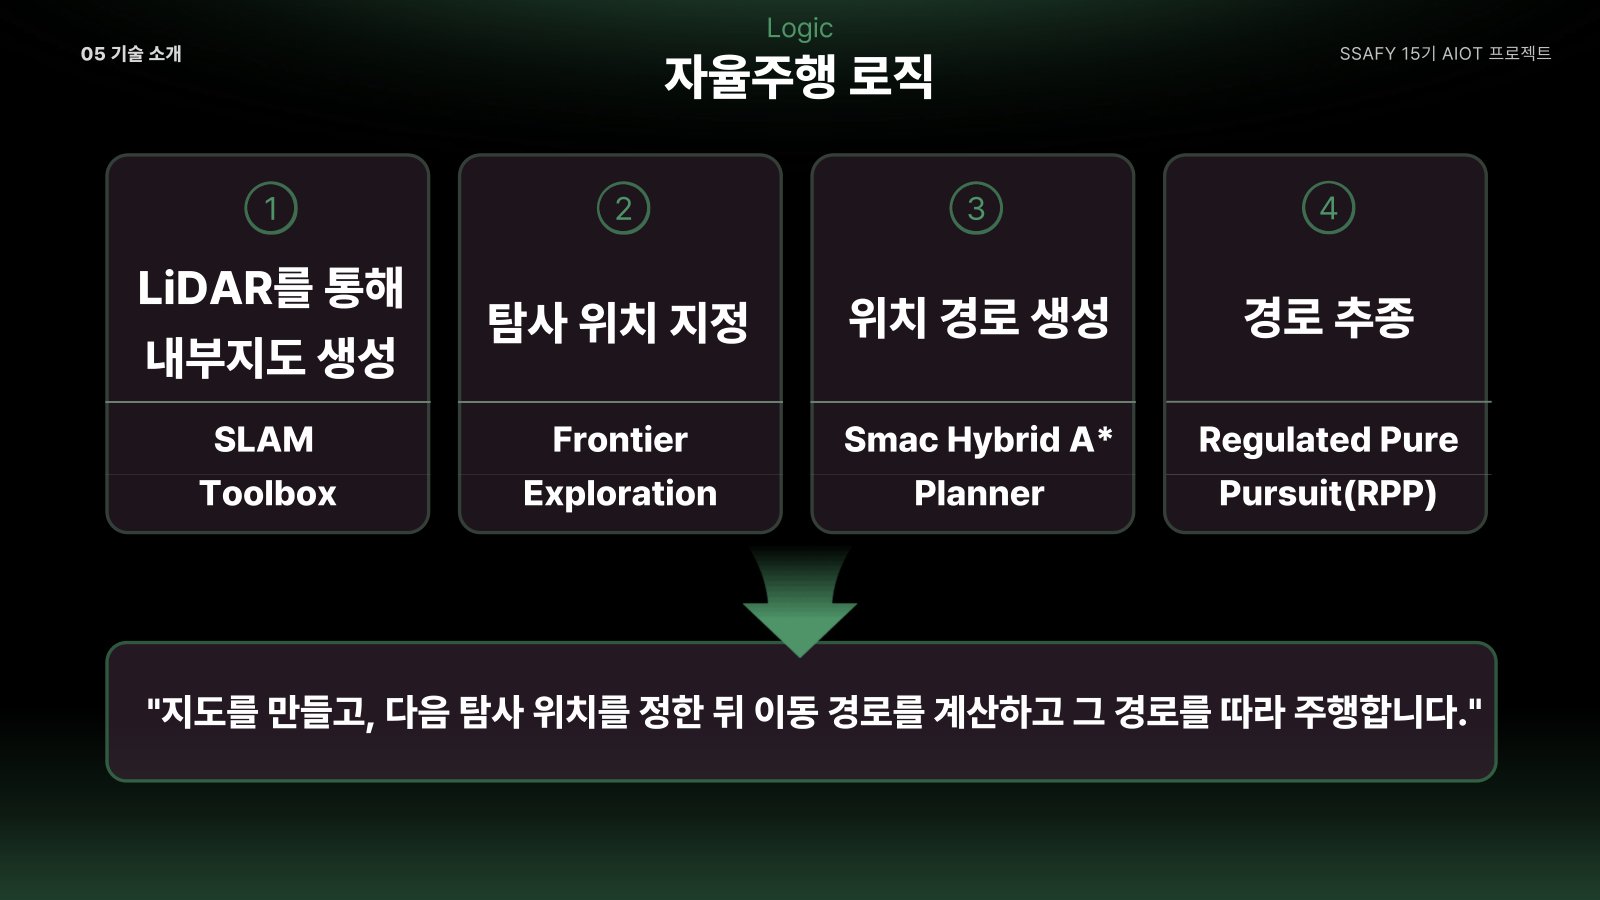 05 기술 소개
Logic
자율주행 로직
SSAFY 15기 AIOT 프로젝트
1
LiDAR를 통해
내부지도 생성
SLAM
Toolbox
2
탐사 위치 지정
Frontier
Exploration
3
위치 경로 생성
Smac Hybrid A*
Planner
4
경로 추종
Regulated Pure
Pursuit(RPP)
"지도를 만들고, 다음 탐사 위치를 정한 뒤 이동 경로를 계산하고 그 경로를 따라 주행합니다."